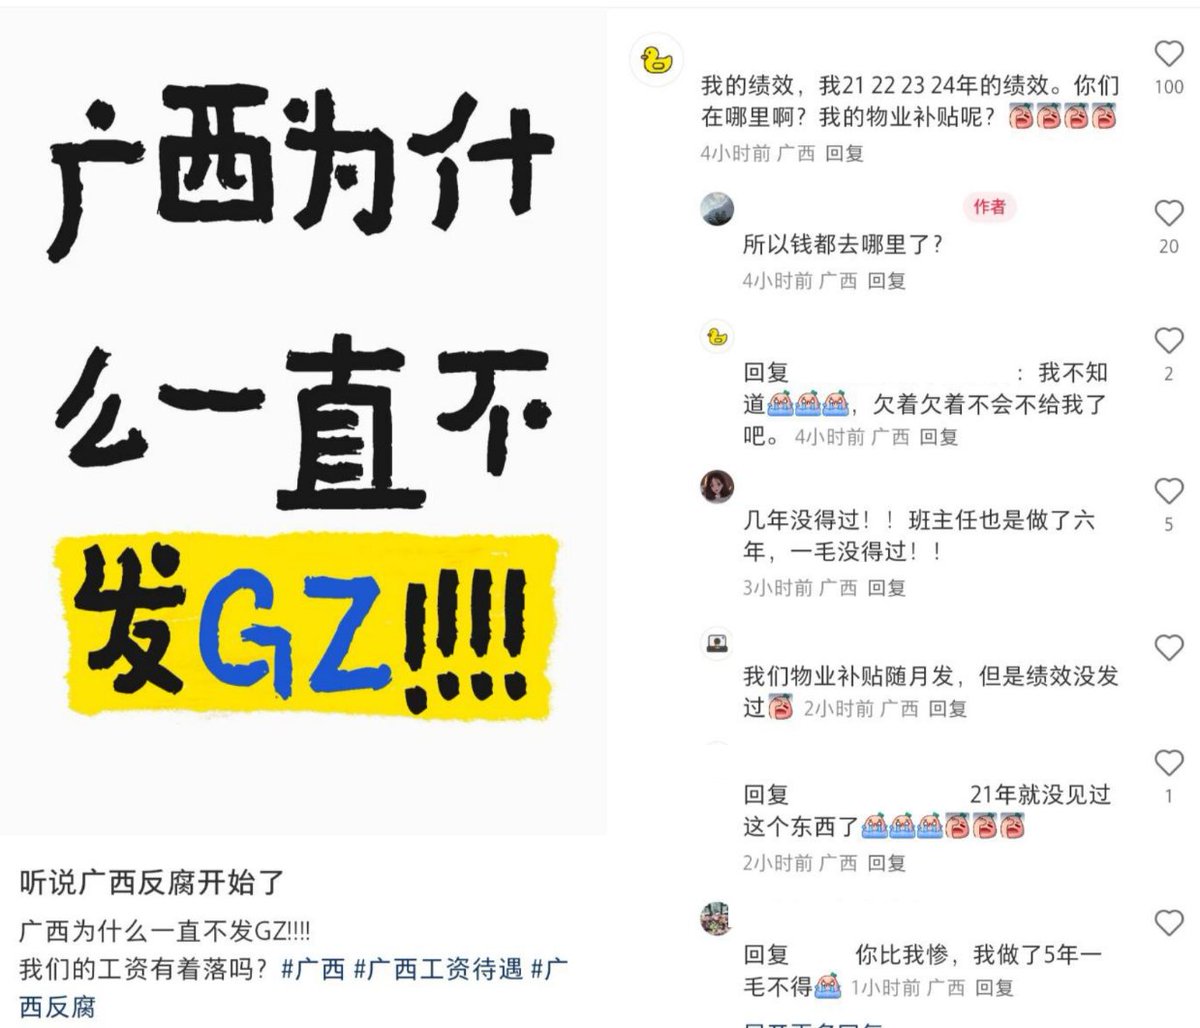 广西为什
么一直不
发GZ!!!!
听说广西反腐开始了
广西为什么一直不发GZ!!!!
我们的工资有着落吗？#广西 #广西工资待遇 #广
西反腐
我的绩效，我21 22 23 24年的绩效。你们
在哪里啊？我的物业补贴呢？
4小时前 广西 回复
100
作者
所以钱都去哪里了？
4小时前 广西 回复
20
回复 ：我不知
道，欠着欠着不会不给我了
吧。 4小时前 广西 回复
2
几年没得过！！班主任也是做了六
年，一毛没得过！！
3小时前 广西 回复
5
我们物业补贴随月发，但是绩效没发
过 2小时前 广西 回复
回复 21年就没见过
这个东西了
2小时前 广西 回复
1
回复 你比我惨，我做了5年一
毛不得 1小时前 广西 回复